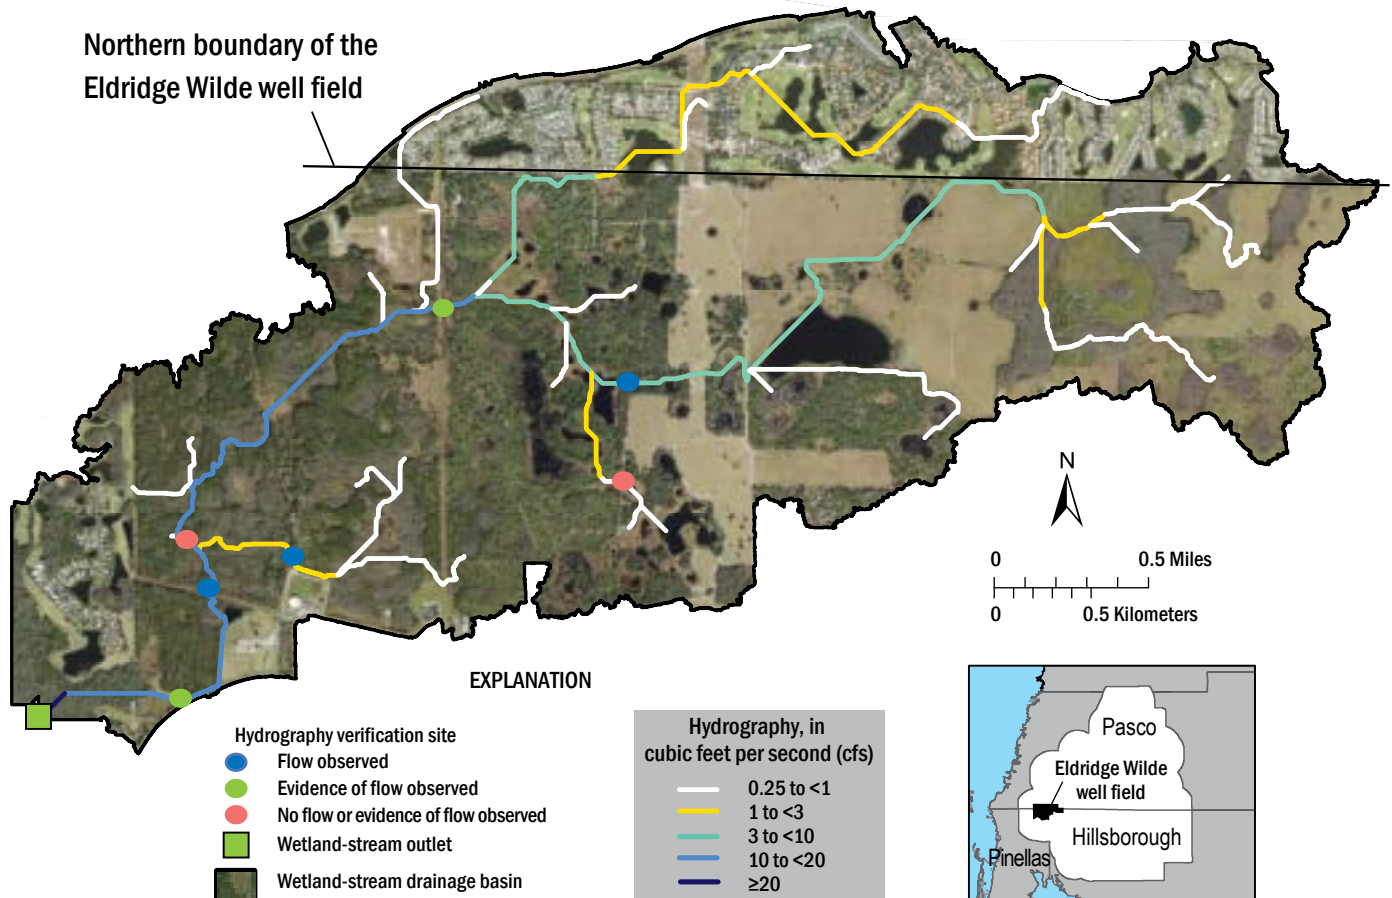 Northern boundary of the
Eldridge Wilde well field
N
0 0.5 Miles
0 0.5 Kilometers
EXPLANATION
Hydrography verification site
Flow observed
Evidence of flow observed
No flow or evidence of flow observed
Wetland-stream outlet
Wetland-stream drainage basin
Hydrography, in
cubic feet per second (cfs)
0.25 to <1
1 to <3
3 to <10
10 to <20
≥20
Pasco
Eldridge Wilde
well field
Hillsborough
Pinellas